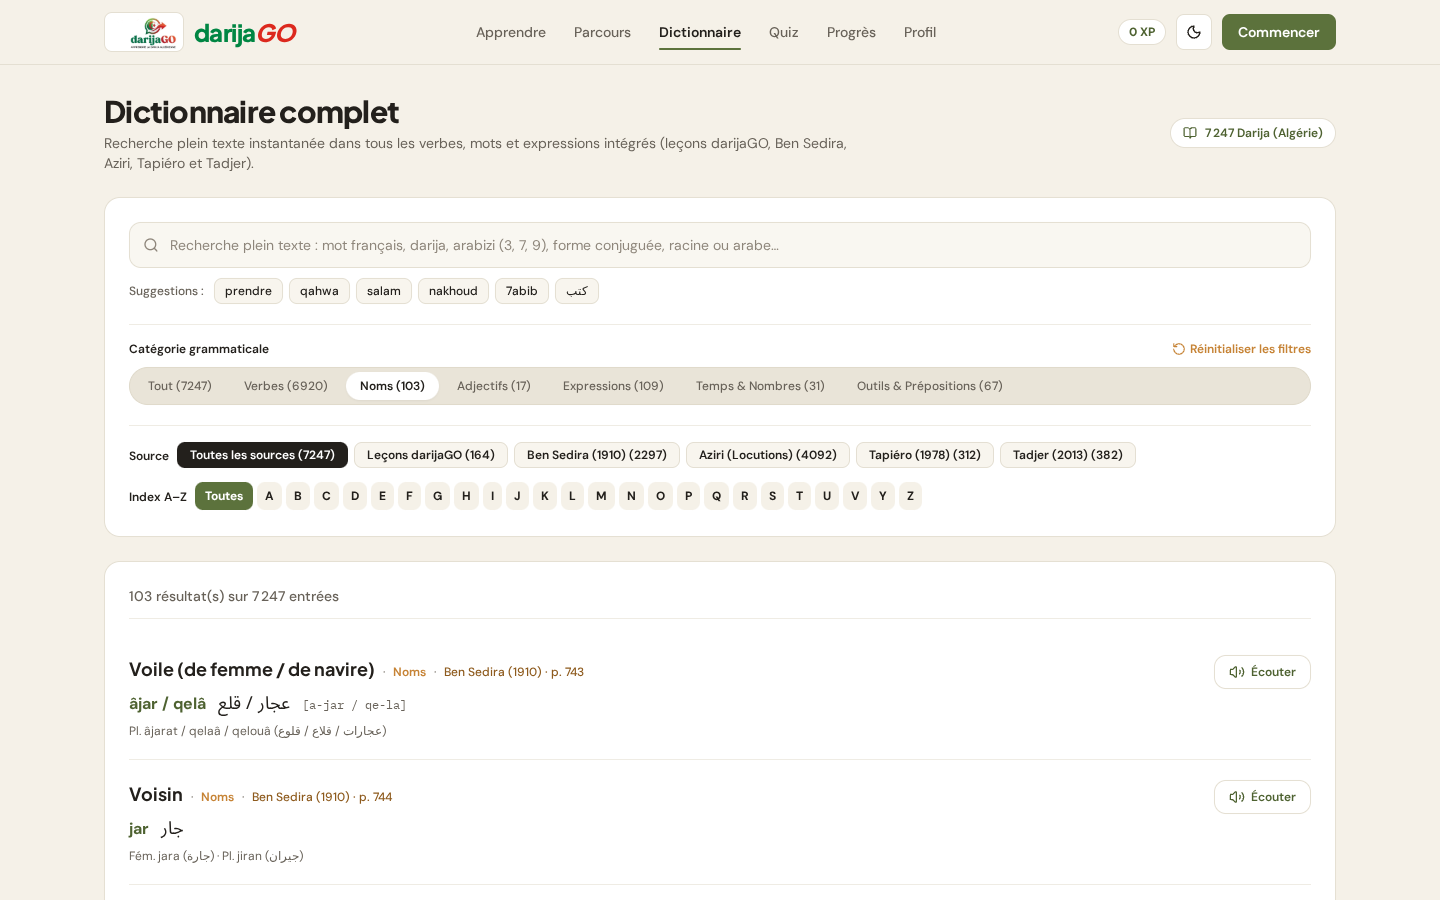 darijaGO
darijaGO
Apprendre
Parcours
Dictionnaire
Quiz
Progrès
Profil
0 XP
Commencer
Dictionnaire complet
Recherche plein texte instantanée dans tous les verbes, mots et expressions intégrés (leçons darijaGO, Ben Sedira,
Aziri, Tapiéro et Tadjer).
7 247 Darija (Algérie)
Recherche plein texte : mot français, darija, arabizi (3, 7, 9), forme conjuguée, racine ou arabe...
Suggestions : prendre qahwa salam nakhoud 7abib كتب
Catégorie grammaticale
Réinitialiser les filtres
Tout (7247) Verbes (6920) Noms (103) Adjectifs (17) Expressions (109) Temps & Nombres (31) Outils & Prépositions (67)
Source Toutes les sources (7247) Leçons darijaGO (164) Ben Sedira (1910) (2297) Aziri (Locutions) (4092) Tapiéro (1978) (312) Tadjer (2013) (382)
Index A–Z Toutes A B C D E F G H I J K L M N O P Q R S T U V Y Z
103 résultat(s) sur 7 247 entrées
Voile (de femme / de navire) · Noms · Ben Sedira (1910) · p. 743
Écouter
âjar / qelâ عجار / قلع [a-jar / qe-la]
Pl. âjarat / qelaâ / qelouâ (عجارات / قلاع / قلوع)
Voisin · Noms · Ben Sedira (1910) · p. 744
Écouter
jar جار
Fém. jara (جارة) · Pl. jiran (جيران)